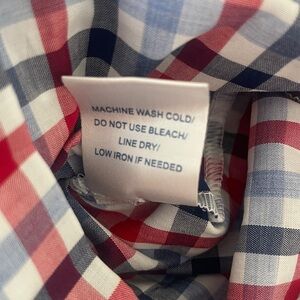 MACHINE WASH COLD/
DO NOT USE BLEACH/
LINE DRY/
LOW IRON IF NEEDED